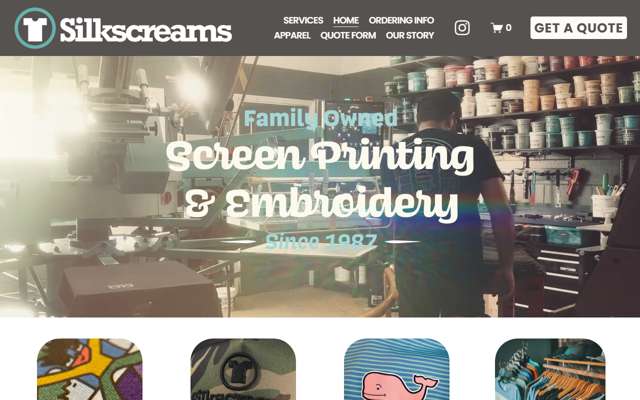 Silkscreams
SERVICES HOME ORDERING INFO
APPAREL QUOTE FORM OUR STORY
0
GET A QUOTE
Family Owned
Screen Printing
& Embroidery
Since 1987